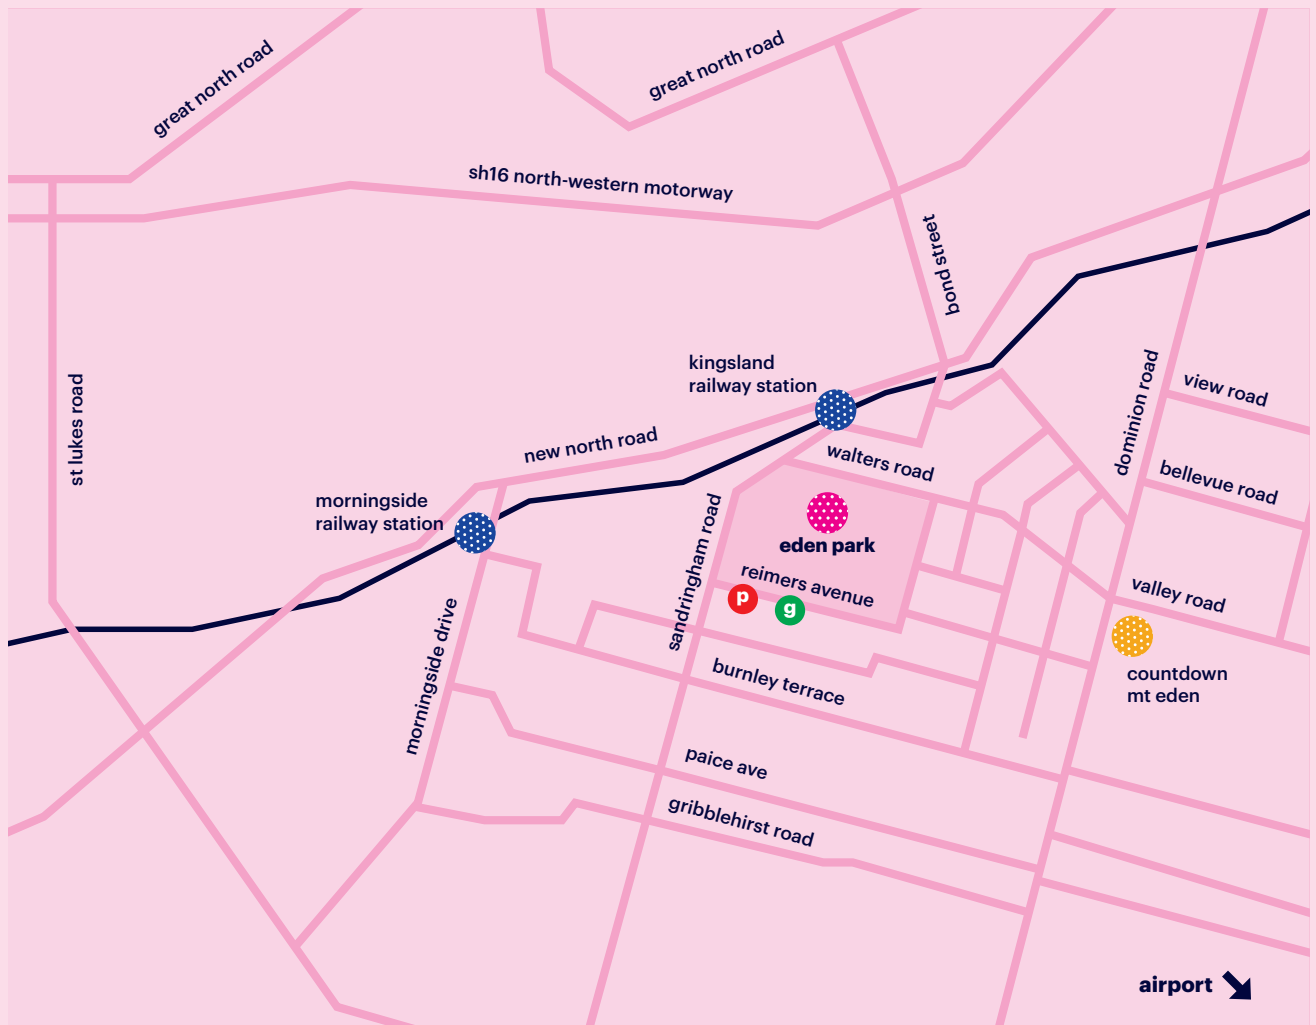 great north road
great north road
sh16 north-western motorway
bond street
kingsland
railway station
dominion road
view road
st lukes road
new north road
walters road
bellevue road
morningside
railway station
sandringham road
eden park
reimers avenue
p
g
valley road
morningside drive
burnley terrace
countdown
mt eden
paice ave
gribblehirst road
airport